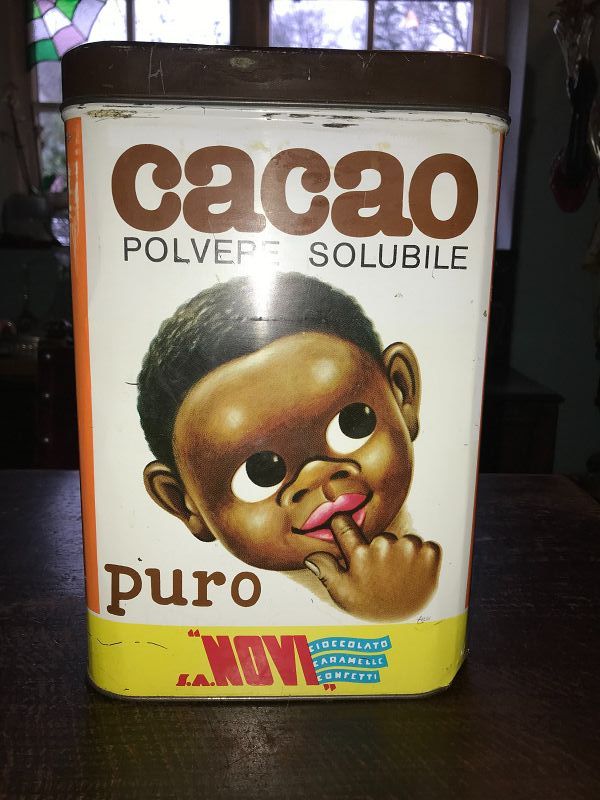 cacao
POLVERE SOLUBILE
puro
S.A. "NOVI"
CIOCCOLATO
CARAMELLE
CONFETTI